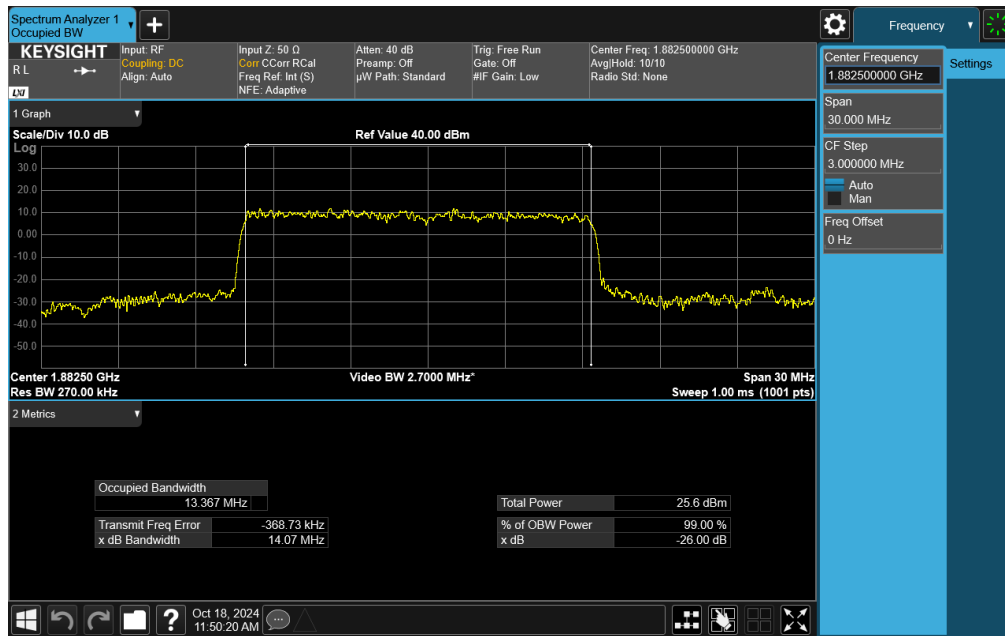 Spectrum Analyzer 1
Occupied BW
Frequency
KEYSIGHT
R L
LXI
Input: RF
Coupling: DC
Align: Auto
Input Z: 50 Ω
Corr CCorr RCal
Freq Ref: Int (S)
NFE: Adaptive
Atten: 40 dB
Preamp: Off
µW Path: Standard
Trig: Free Run
Gate: Off
#IF Gain: Low
Center Freq: 1.882500000 GHz
Avg|Hold: 10/10
Radio Std: None
Center Frequency
1.882500000 GHz
Settings
Span
30.000 MHz
CF Step
3.000000 MHz
Auto
Man
Freq Offset
0 Hz
1 Graph
Scale/Div 10.0 dB
Ref Value 40.00 dBm
Log
30.0
20.0
10.0
0.00
-10.0
-20.0
-30.0
-40.0
-50.0
Center 1.88250 GHz
Video BW 2.7000 MHz*
Span 30 MHz
Res BW 270.00 kHz
Sweep 1.00 ms (1001 pts)
2 Metrics
Occupied Bandwidth
13.367 MHz
Total Power 25.6 dBm
Transmit Freq Error -368.73 kHz
% of OBW Power 99.00 %
x dB Bandwidth 14.07 MHz
x dB -26.00 dB
Oct 18, 2024
11:50:20 AM